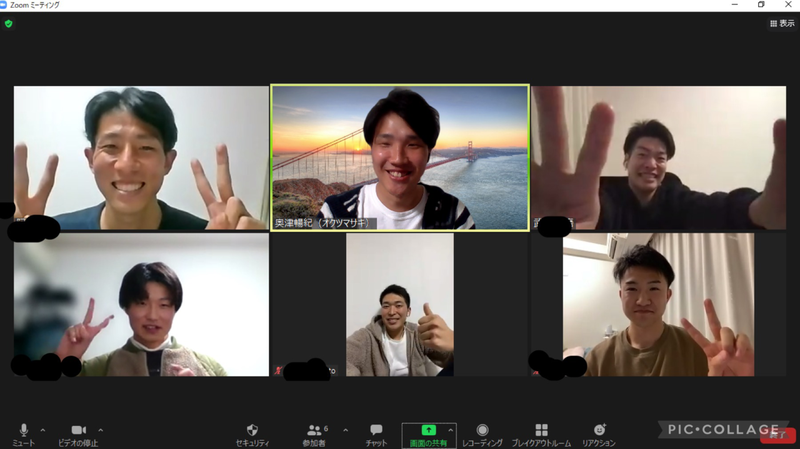 Zoom ミーティング
表示
奥津暢紀（オクツマサキ）
to
ミュート
ビデオの停止
セキュリティ
参加者
6
チャット
画面の共有
レコーディング
ブレイクアウトルーム
リアクション
終了
PIC•COLLAGE